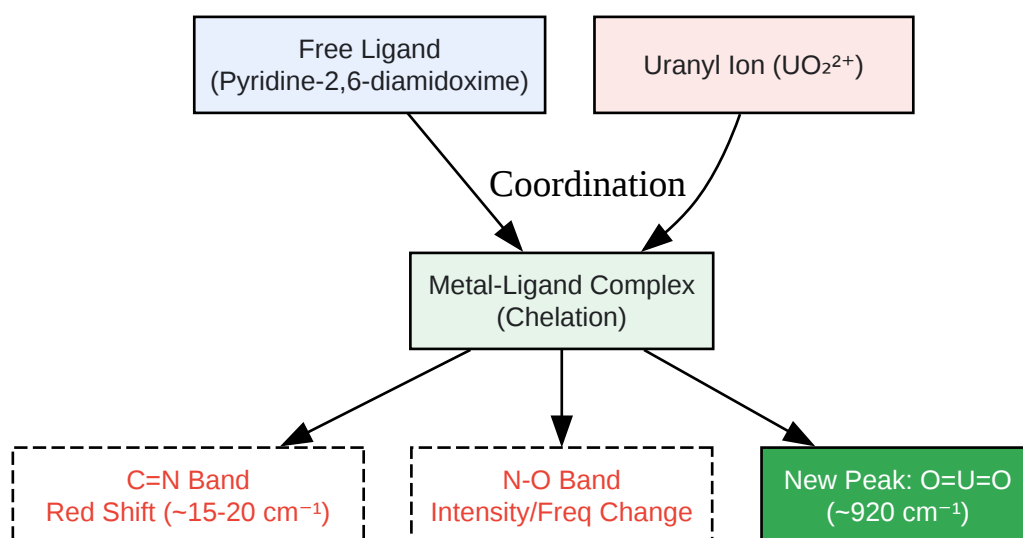 Free Ligand
(Pyridine-2,6-diamidoxime)
Uranyl Ion (UO₂²⁺)
Coordination
Metal-Ligand Complex
(Chelation)
C=N Band
Red Shift (~15-20 cm⁻¹)
N-O Band
Intensity/Freq Change
New Peak: O=U=O
(~920 cm⁻¹)